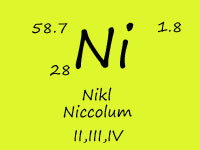 58.7 Ni 1.8
28
Nikl
Niccolum
II,III,IV